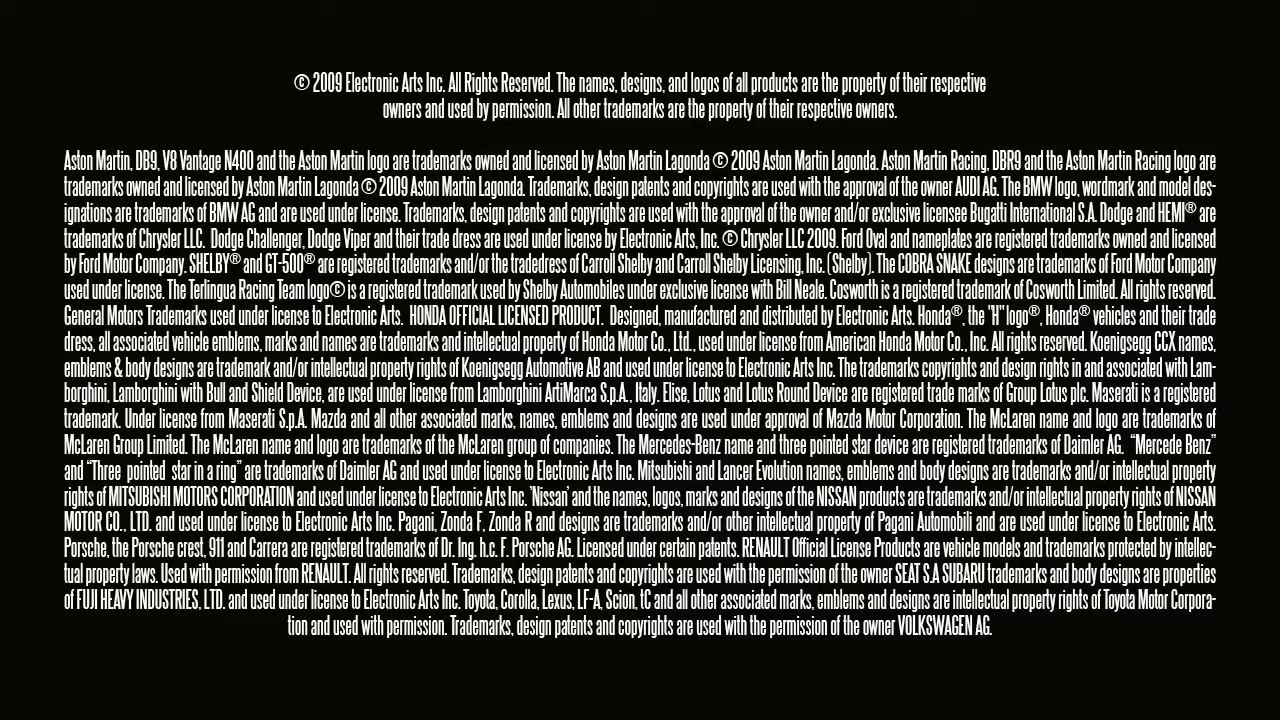 © 2009 Electronic Arts Inc. All Rights Reserved. The names, designs, and logos of all products are the property of their respective
owners and used by permission. All other trademarks are the property of their respective owners.
Aston Martin, DB9, V8 Vantage N400 and the Aston Martin logo are trademarks owned and licensed by Aston Martin Lagonda © 2009 Aston Martin Lagonda. Aston Martin Racing, DBR9 and the Aston Martin Racing logo are
trademarks owned and licensed by Aston Martin Lagonda © 2009 Aston Martin Lagonda. Trademarks, design patents and copyrights are used with the approval of the owner AUDI AG. The BMW logo, wordmark and model des-
ignations are trademarks of BMW AG and are used under license. Trademarks, design patents and copyrights are used with the approval of the owner and/or exclusive licensee Bugatti International S.A. Dodge and HEMI® are
trademarks of Chrysler LLC.  Dodge Challenger, Dodge Viper and their trade dress are used under license by Electronic Arts, Inc. © Chrysler LLC 2009. Ford Oval and nameplates are registered trademarks owned and licensed
by Ford Motor Company. SHELBY® and GT-500® are registered trademarks and/or the tradedress of Carroll Shelby and Carroll Shelby Licensing, Inc. (Shelby). The COBRA SNAKE designs are trademarks of Ford Motor Company
used under license. The Terlingua Racing Team logo© is a registered trademark used by Shelby Automobiles under exclusive license with Bill Neale. Cosworth is a registered trademark of Cosworth Limited. All rights reserved.
General Motors Trademarks used under license to Electronic Arts.  HONDA OFFICIAL LICENSED PRODUCT.  Designed, manufactured and distributed by Electronic Arts. Honda®, the "H" logo®, Honda® vehicles and their trade
dress, all associated vehicle emblems, marks and names are trademarks and intellectual property of Honda Motor Co., Ltd., used under license from American Honda Motor Co., Inc. All rights reserved. Koenigsegg CCX names,
emblems & body designs are trademark and/or intellectual property rights of Koenigsegg Automotive AB and used under license to Electronic Arts Inc. The trademarks copyrights and design rights in and associated with Lam-
borghini, Lamborghini with Bull and Shield Device, are used under license from Lamborghini ArtiMarca S.p.A., Italy. Elise, Lotus and Lotus Round Device are registered trade marks of Group Lotus plc. Maserati is a registered
trademark. Under license from Maserati S.p.A. Mazda and all other associated marks, names, emblems and designs are used under approval of Mazda Motor Corporation. The McLaren name and logo are trademarks of
McLaren Group Limited. The McLaren name and logo are trademarks of the McLaren group of companies. The Mercedes-Benz name and three pointed star device are registered trademarks of Daimler AG.  “Mercede Benz”
and “Three  pointed  star in a ring” are trademarks of Daimler AG and used under license to Electronic Arts Inc. Mitsubishi and Lancer Evolution names, emblems and body designs are trademarks and/or intellectual property
rights of MITSUBISHI MOTORS CORPORATION and used under license to Electronic Arts Inc. 'Nissan' and the names, logos, marks and designs of the NISSAN products are trademarks and/or intellectual property rights of NISSAN
MOTOR CO., LTD. and used under license to Electronic Arts Inc. Pagani, Zonda F, Zonda R and designs are trademarks and/or other intellectual property of Pagani Automobili and are used under license to Electronic Arts.
Porsche, the Porsche crest, 911 and Carrera are registered trademarks of Dr. Ing. h.c. F. Porsche AG. Licensed under certain patents. RENAULT Official License Products are vehicle models and trademarks protected by intellec-
tual property laws. Used with permission from RENAULT. All rights reserved. Trademarks, design patents and copyrights are used with the permission of the owner SEAT S.A SUBARU trademarks and body designs are properties
of FUJI HEAVY INDUSTRIES, LTD. and used under license to Electronic Arts Inc. Toyota, Corolla, Lexus, LF-A, Scion, tC and all other associated marks, emblems and designs are intellectual property rights of Toyota Motor Corpora-
tion and used with permission. Trademarks, design patents and copyrights are used with the permission of the owner VOLKSWAGEN AG.